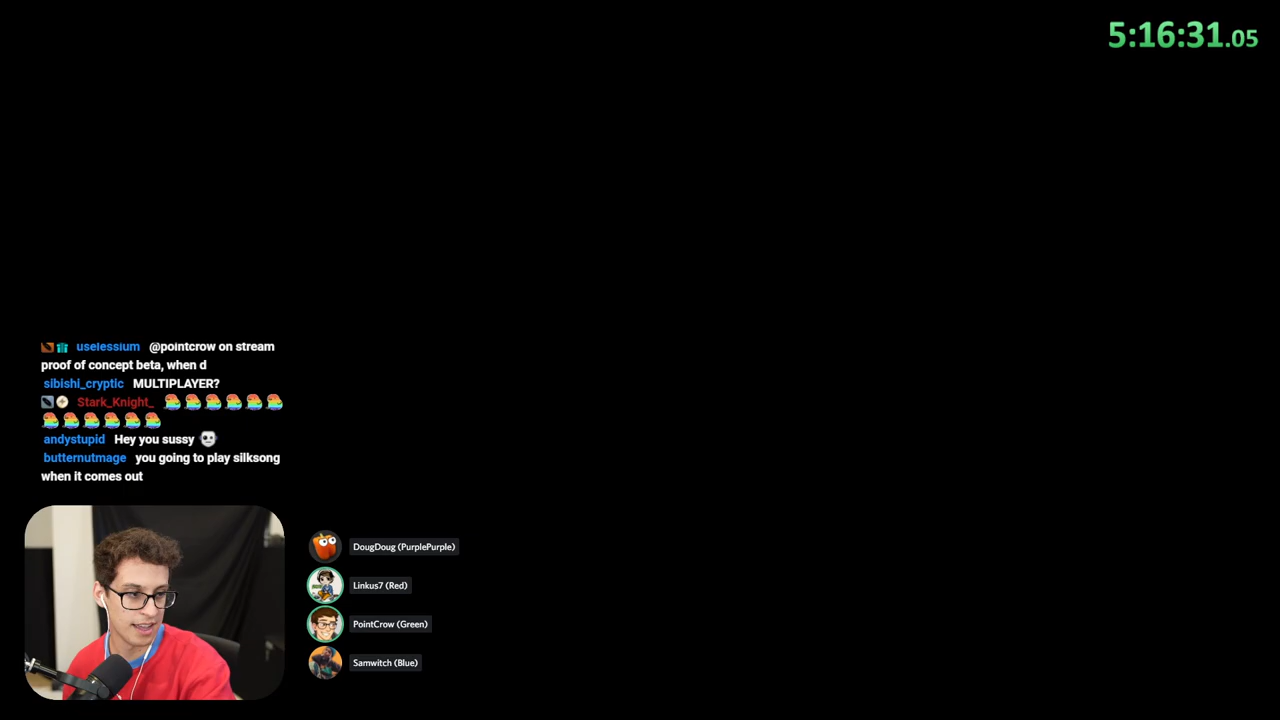 5:16:31.05
uselessium @pointcrow on stream
proof of concept beta, when d
sibishi_cryptic MULTIPLAYER?
Stark_Knight_
andystupid Hey you sussy
butternutmage you going to play silksong
when it comes out
DougDoug (PurplePurple)
Linkus7 (Red)
PointCrow (Green)
Samwitch (Blue)